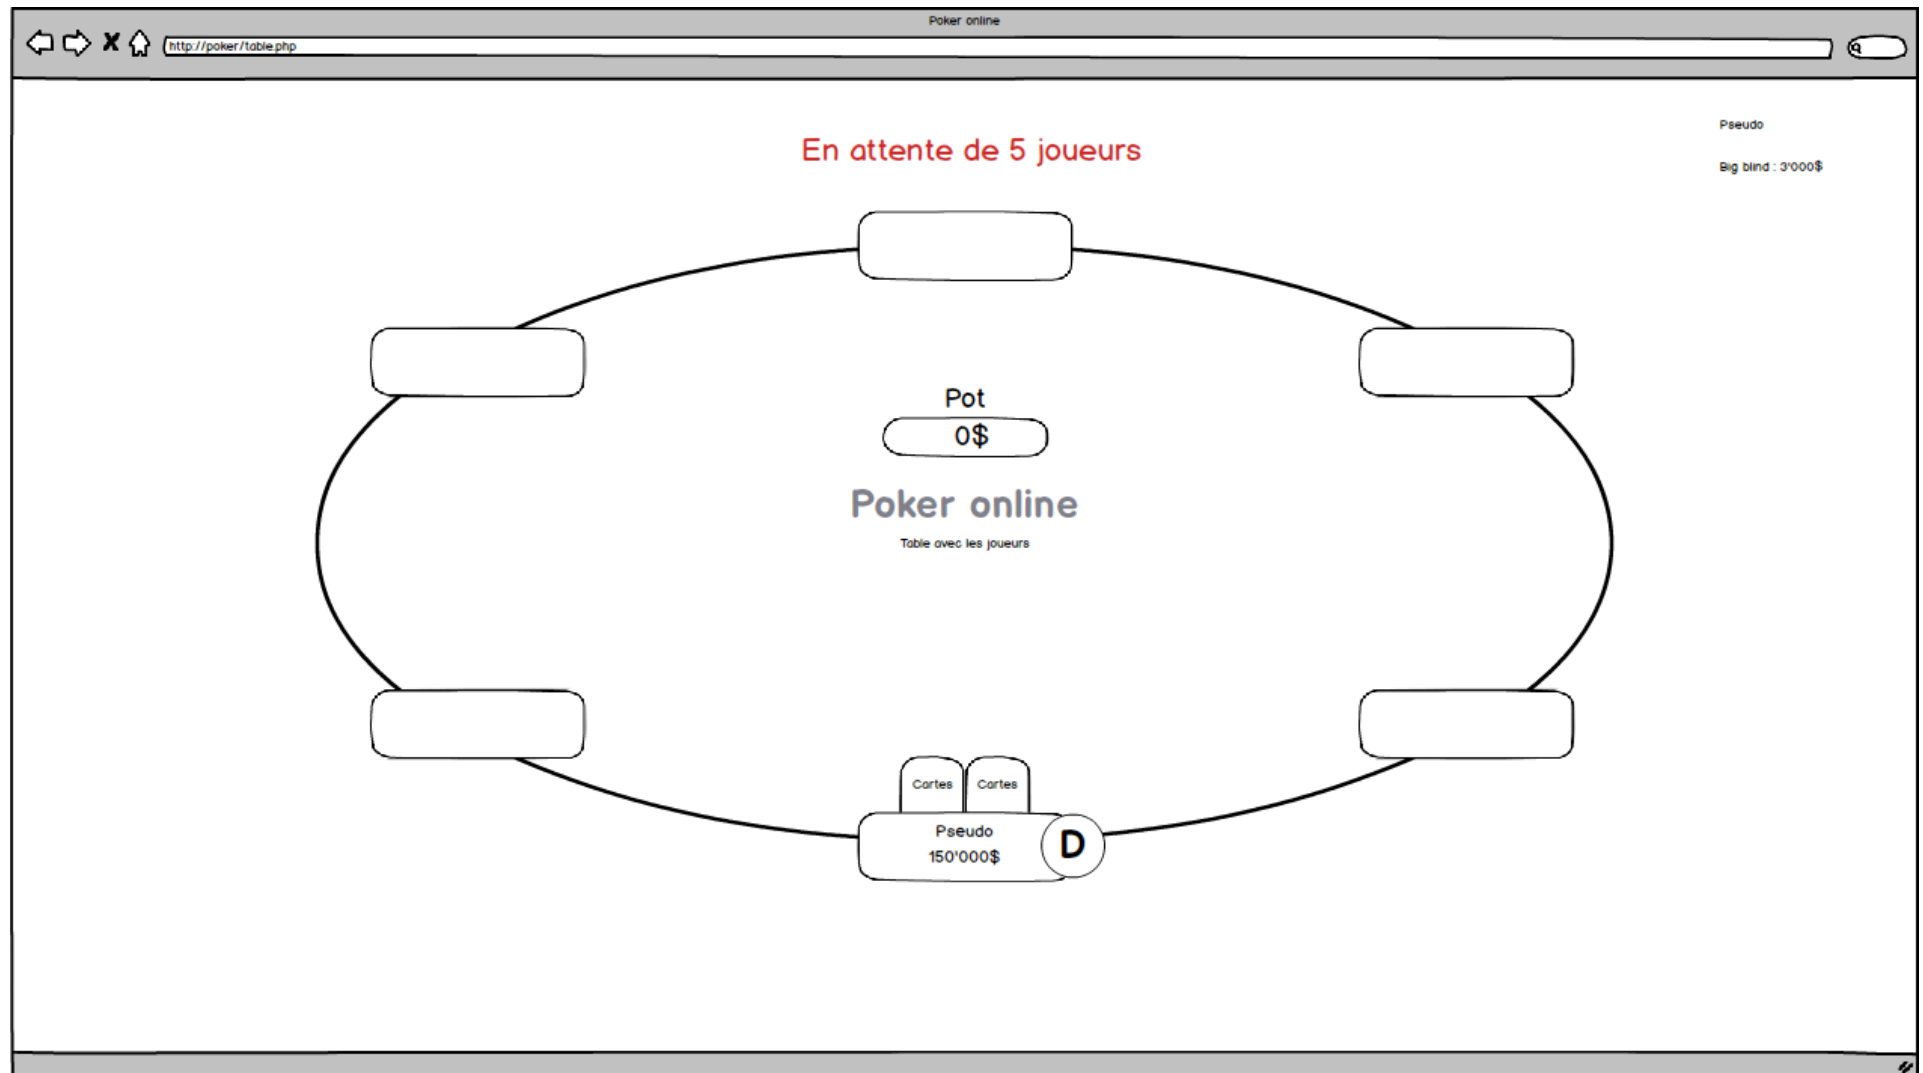 Poker online
http://poker/table.php
Pseudo
En attente de 5 joueurs
Big blind : 3'000$
Pot
0$
Poker online
Table avec les joueurs
Cartes Cartes
Pseudo
150'000$
D